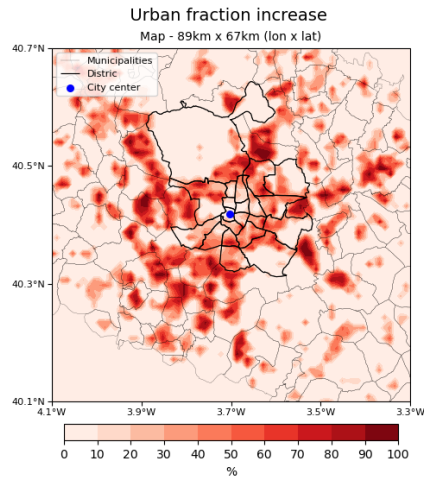 Urban fraction increase
Map - 89km x 67km (lon x lat)
40.7°N
Municipalities
Distric
City center
40.5°N
40.3°N
40.1°N
4.1°W 3.9°W 3.7°W 3.5°W 3.3°W
0 10 20 30 40 50 60 70 80 90 100
%